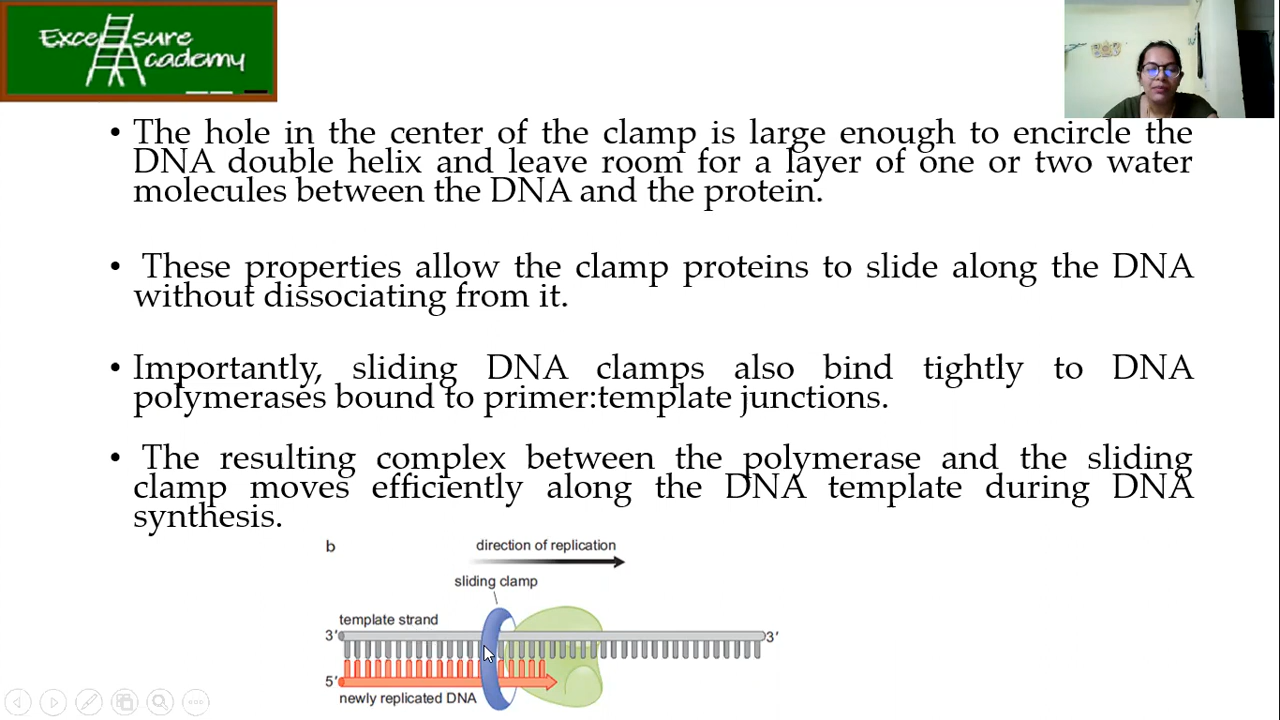 Excel sure
Academy
• The hole in the center of the clamp is large enough to encircle the
DNA double helix and leave room for a layer of one or two water
molecules between the DNA and the protein.
• These properties allow the clamp proteins to slide along the DNA
without dissociating from it.
• Importantly, sliding DNA clamps also bind tightly to DNA
polymerases bound to primer:template junctions.
• The resulting complex between the polymerase and the sliding
clamp moves efficiently along the DNA template during DNA
synthesis.
b
direction of replication
sliding clamp
template strand
3′ 3′
5′
newly replicated DNA